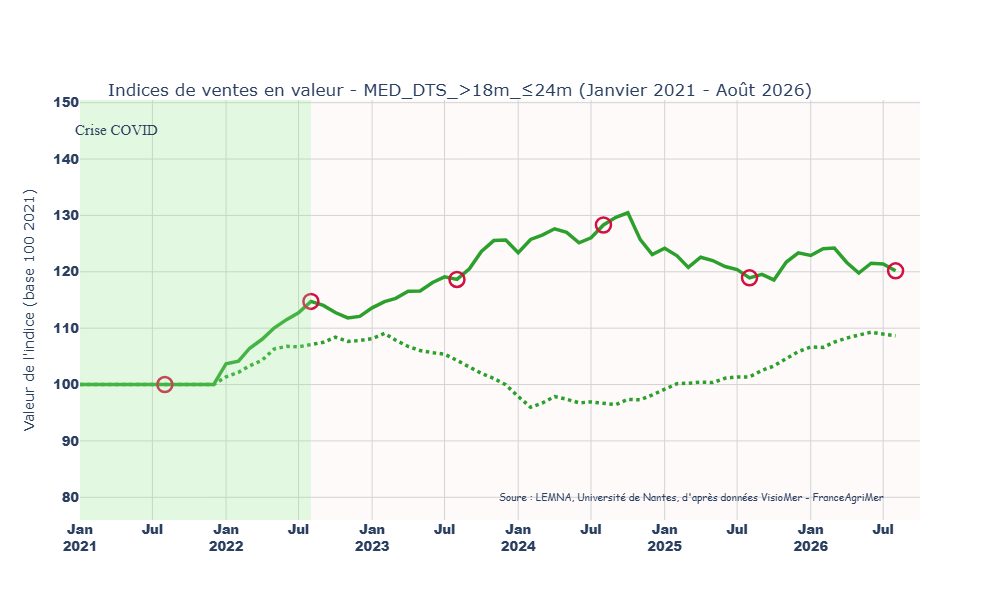 Indices de ventes en valeur - MED_DTS_>18m_≤24m (Janvier 2021 - Août 2026)
150
Crise COVID
140
130
120
110
100
90
80
Valeur de l'indice (base 100 2021)
Soure : LEMNA, Université de Nantes, d'après données VisioMer - FranceAgriMer
Jan Jul Jan Jul Jan Jul Jan Jul Jan Jul Jan Jul
2021 2022 2023 2024 2025 2026